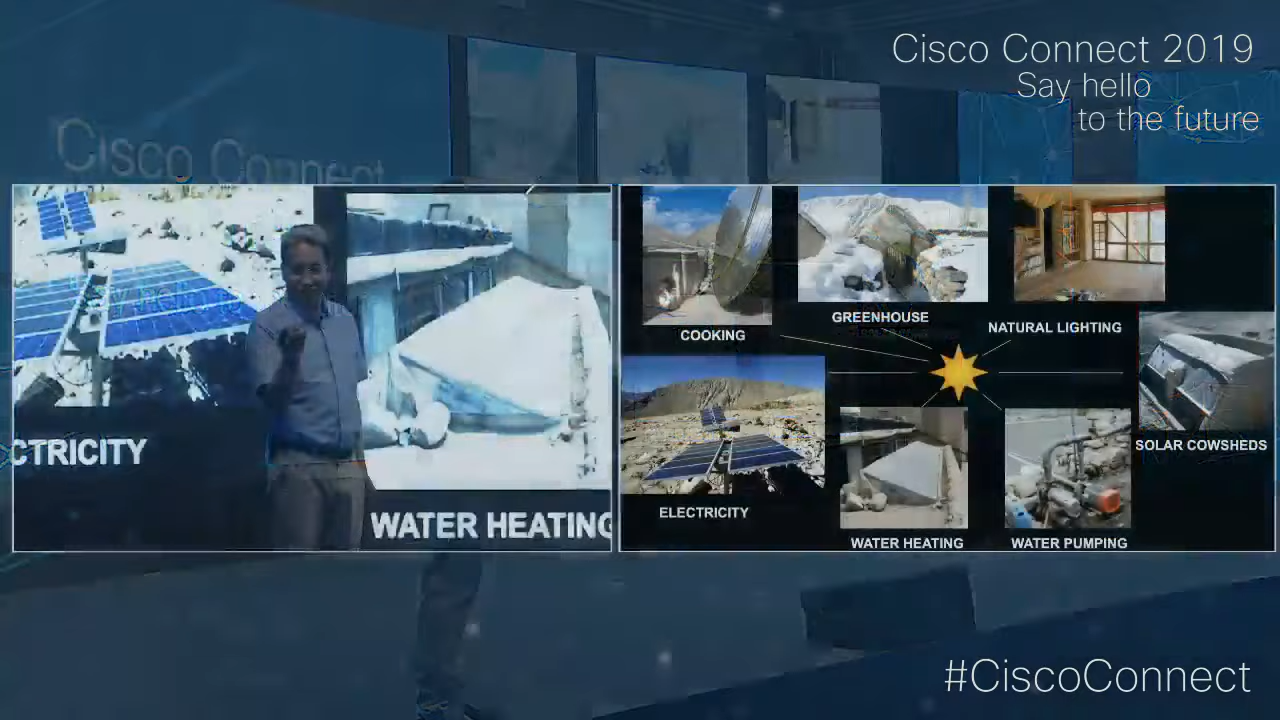 Cisco Connect 2019
Say hello
to the future
Cisco Connect
CTRICITY
WATER HEATING
COOKING
GREENHOUSE
NATURAL LIGHTING
SOLAR COWSHEDS
ELECTRICITY
WATER HEATING
WATER PUMPING
#CiscoConnect